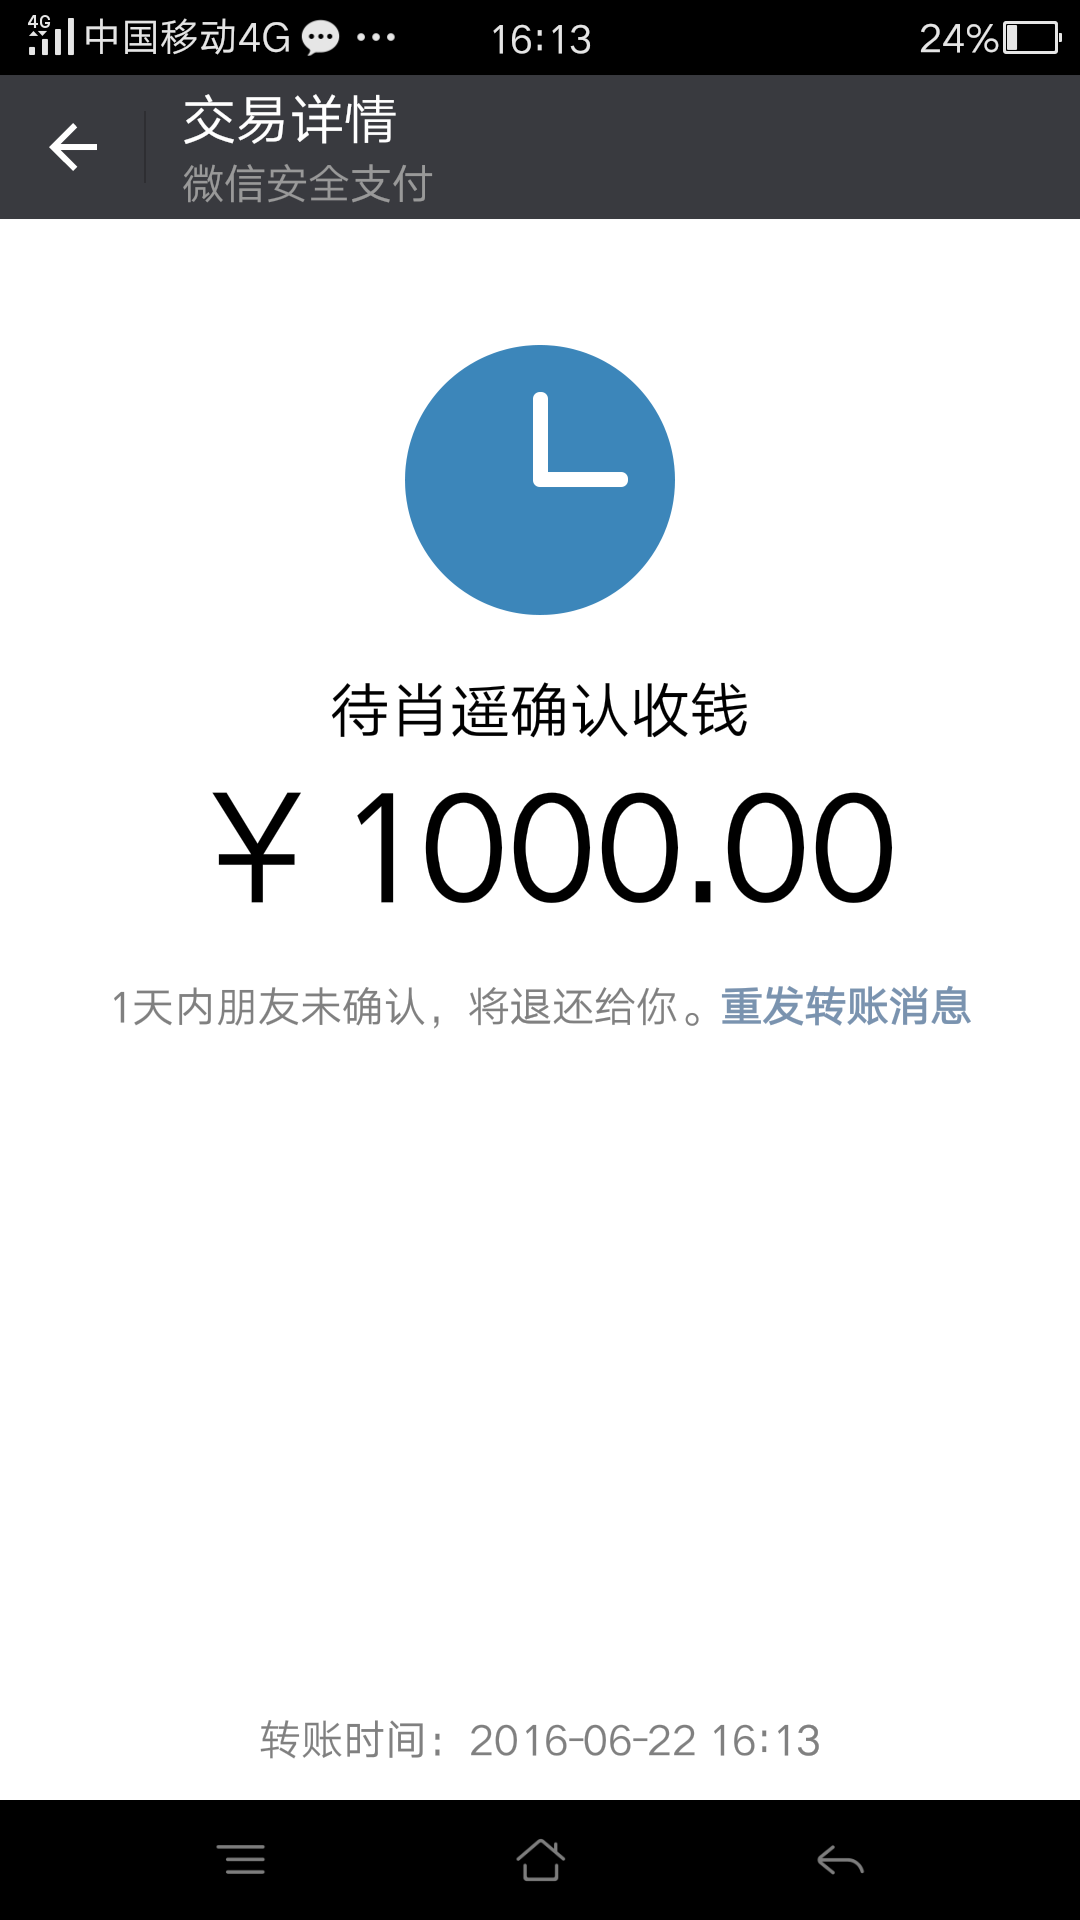 4G 中国移动4G 16:13 24%
交易详情
微信安全支付
待肖遥确认收钱
¥ 1000.00
1天内朋友未确认，将退还给你。重发转账消息
转账时间：2016-06-22 16:13